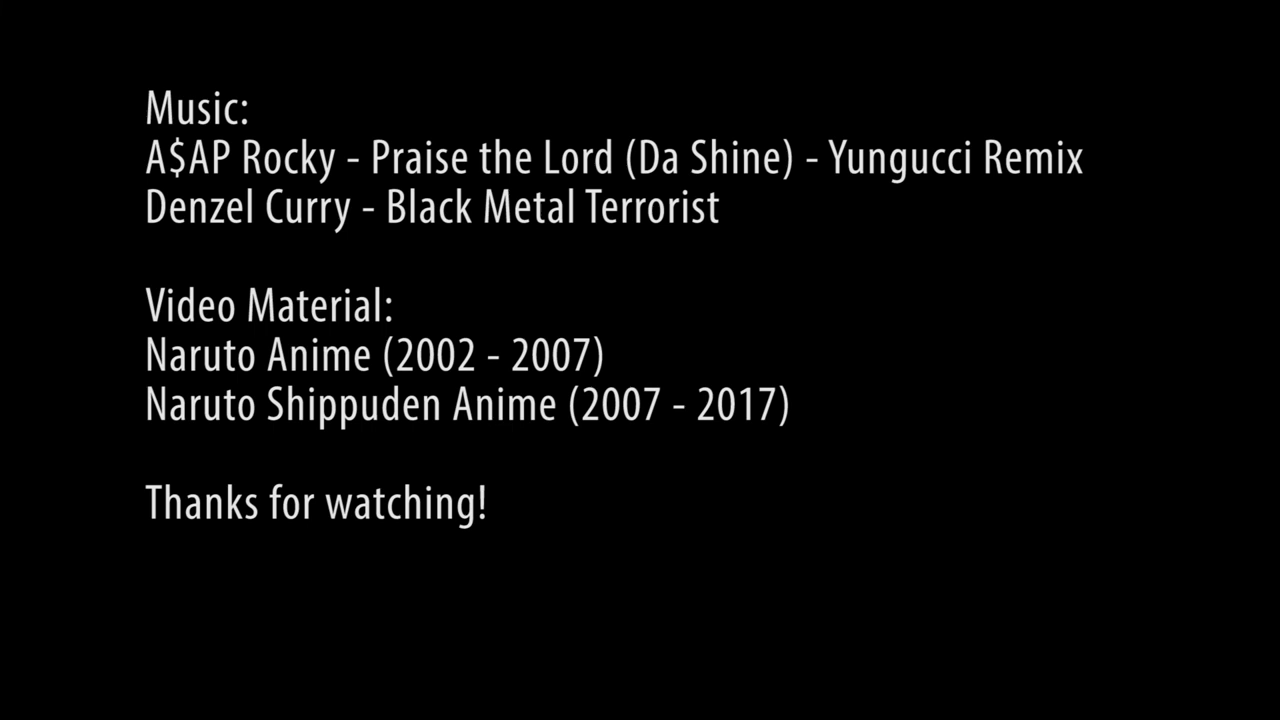 Music:
A$AP Rocky - Praise the Lord (Da Shine) - Yungucci Remix
Denzel Curry - Black Metal Terrorist
Video Material:
Naruto Anime (2002 - 2007)
Naruto Shippuden Anime (2007 - 2017)
Thanks for watching!